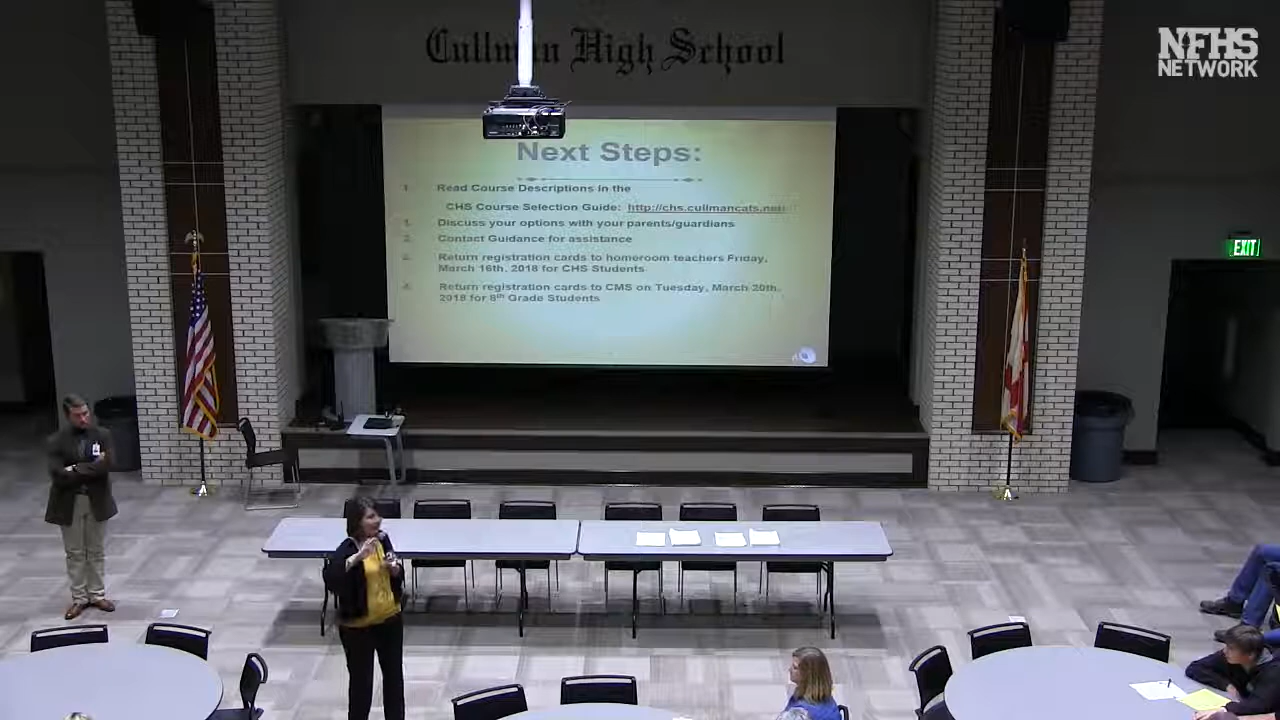 Cullman High School
NFHS
NETWORK
Next Steps:
1. Read Course Descriptions in the
CHS Course Selection Guide: http://chs.cullmancats.net/
1. Discuss your options with your parents/guardians
2. Contact Guidance for assistance
Return registration cards to homeroom teachers Friday,
March 16th, 2018 for CHS Students
Return registration cards to CMS on Tuesday, March 20th,
2018 for 8th Grade Students
EXIT